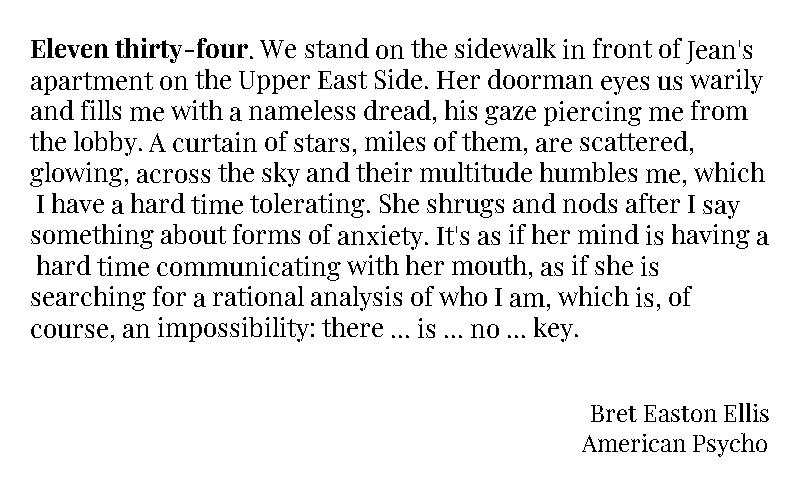 Eleven thirty-four. We stand on the sidewalk in front of Jean's
apartment on the Upper East Side. Her doorman eyes us warily
and fills me with a nameless dread, his gaze piercing me from
the lobby. A curtain of stars, miles of them, are scattered,
glowing, across the sky and their multitude humbles me, which
I have a hard time tolerating. She shrugs and nods after I say
something about forms of anxiety. It's as if her mind is having a
hard time communicating with her mouth, as if she is
searching for a rational analysis of who I am, which is, of
course, an impossibility: there ... is ... no ... key.
Bret Easton Ellis
American Psycho